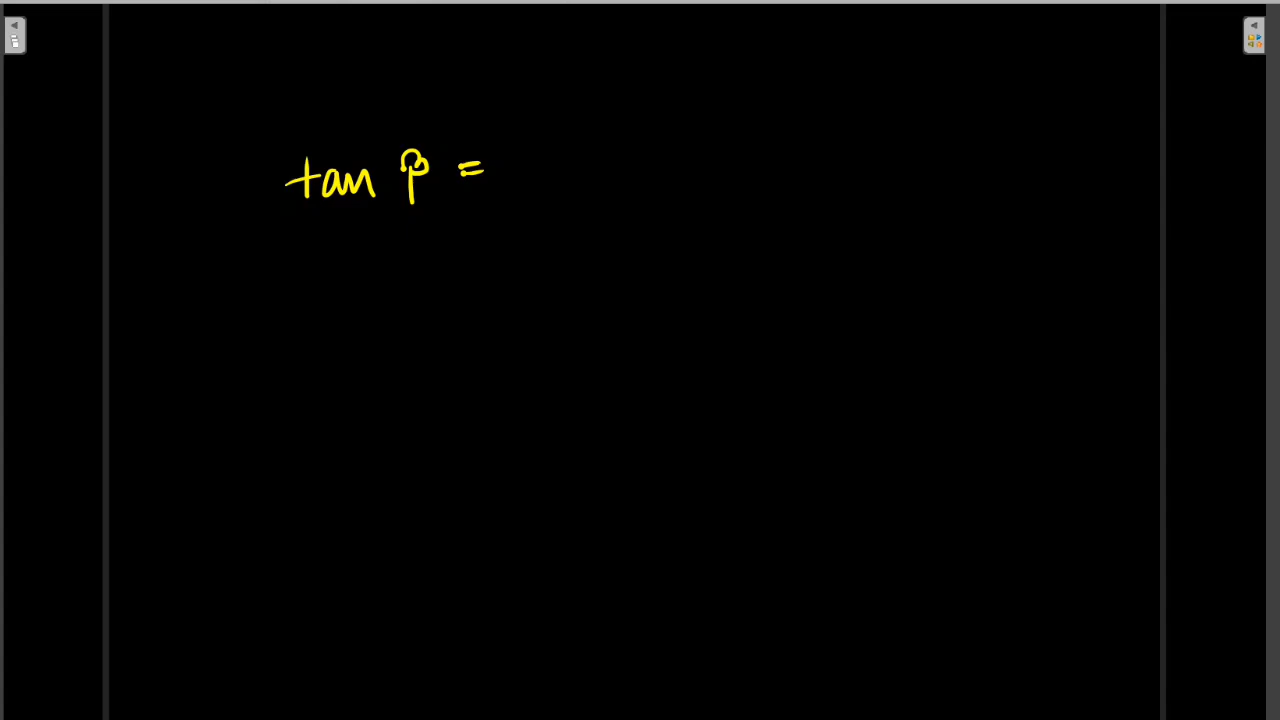 tan β =